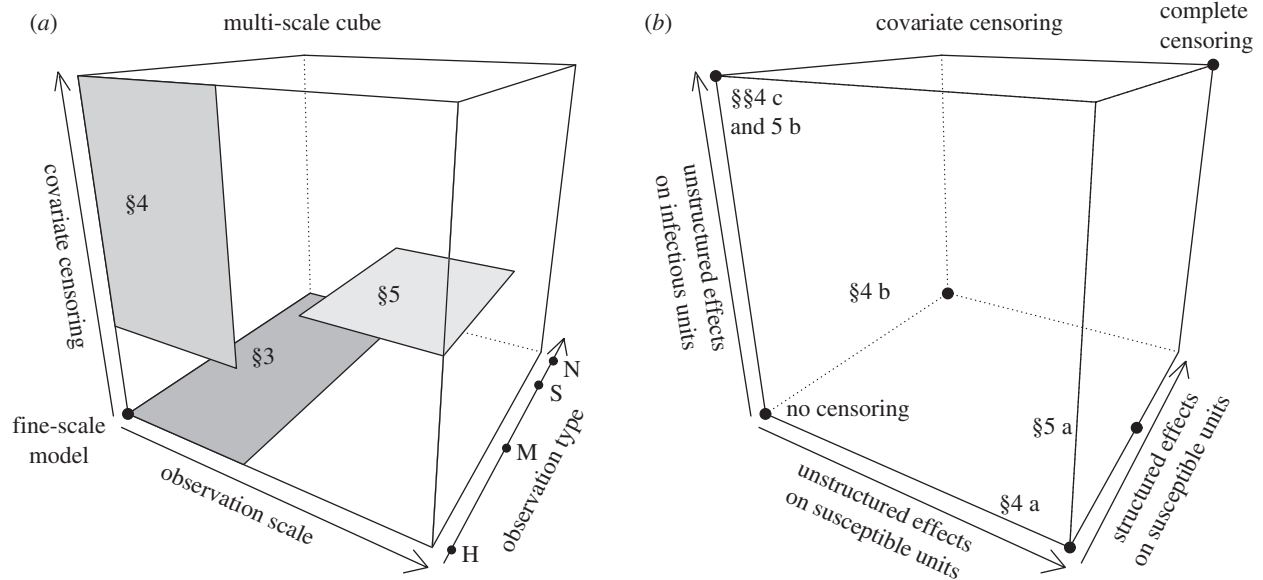 (a)
multi-scale cube
covariate censoring
§4
§3
§5
fine-scale
model
observation scale
observation type
H
M
S
N
(b)
covariate censoring
complete
censoring
§§4 c
and 5 b
unstructured effects
on infectious units
§4 b
no censoring
§5 a
§4 a
unstructured effects
on susceptible units
structured effects
on susceptible units